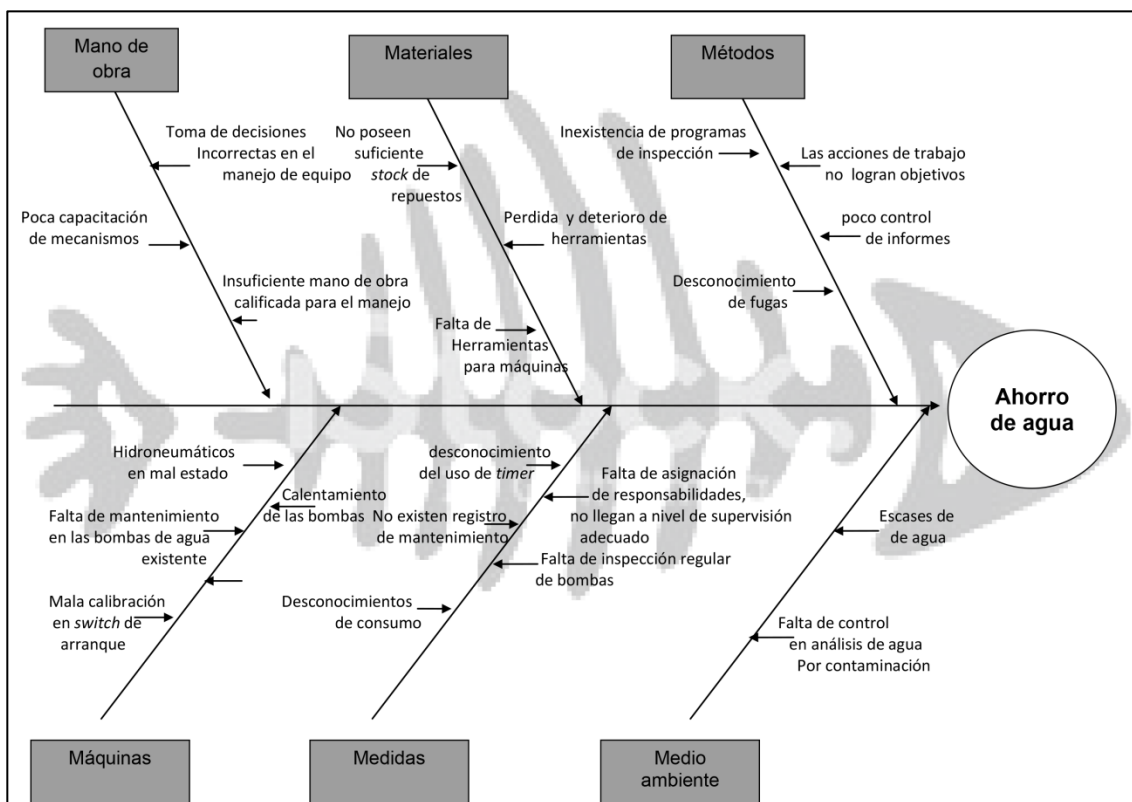 Mano de
obra
Materiales
Métodos
Toma de decisiones
Incorrectas en el
manejo de equipo
Poca capacitación
de mecanismos
Insuficiente mano de obra
calificada para el manejo
No poseen
suficiente
stock de
repuestos
Perdida y deterioro de
herramientas
Falta de
Herramientas
para máquinas
Inexistencia de programas
de inspección
Las acciones de trabajo
no logran objetivos
poco control
de informes
Desconocimiento
de fugas
Ahorro
de agua
Hidroneumáticos
en mal estado
Calentamiento
de las bombas
Falta de mantenimiento
en las bombas de agua
existente
Mala calibración
en switch de
arranque
desconocimiento
del uso de timer
Falta de asignación
de responsabilidades,
no llegan a nivel de supervisión
adecuado
No existen registro
de mantenimiento
Falta de inspección regular
de bombas
Desconocimientos
de consumo
Escases de
de agua
Falta de control
en análisis de agua
Por contaminación
Máquinas
Medidas
Medio
ambiente